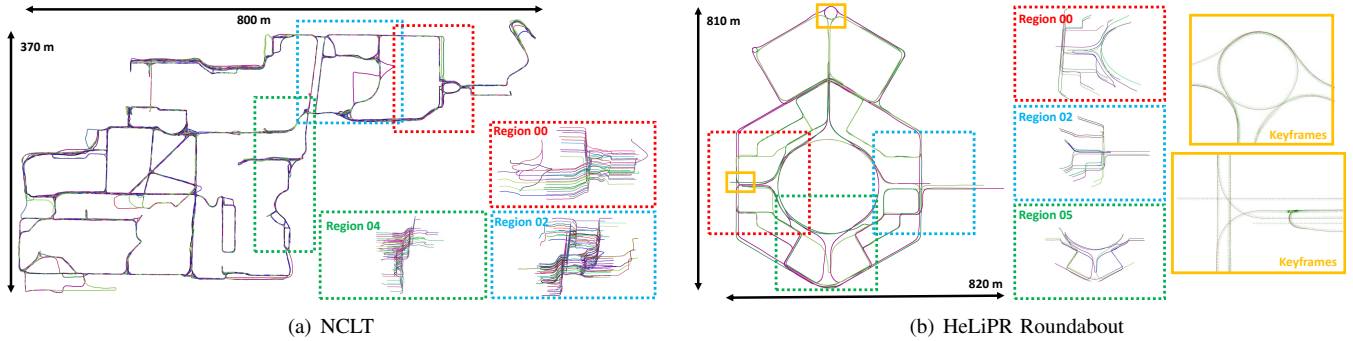 800 m
370 m
Region 00
Region 04
Region 02
(a) NCLT
810 m
820 m
Region 00
Region 02
Region 05
Keyframes
Keyframes
(b) HeLiPR Roundabout